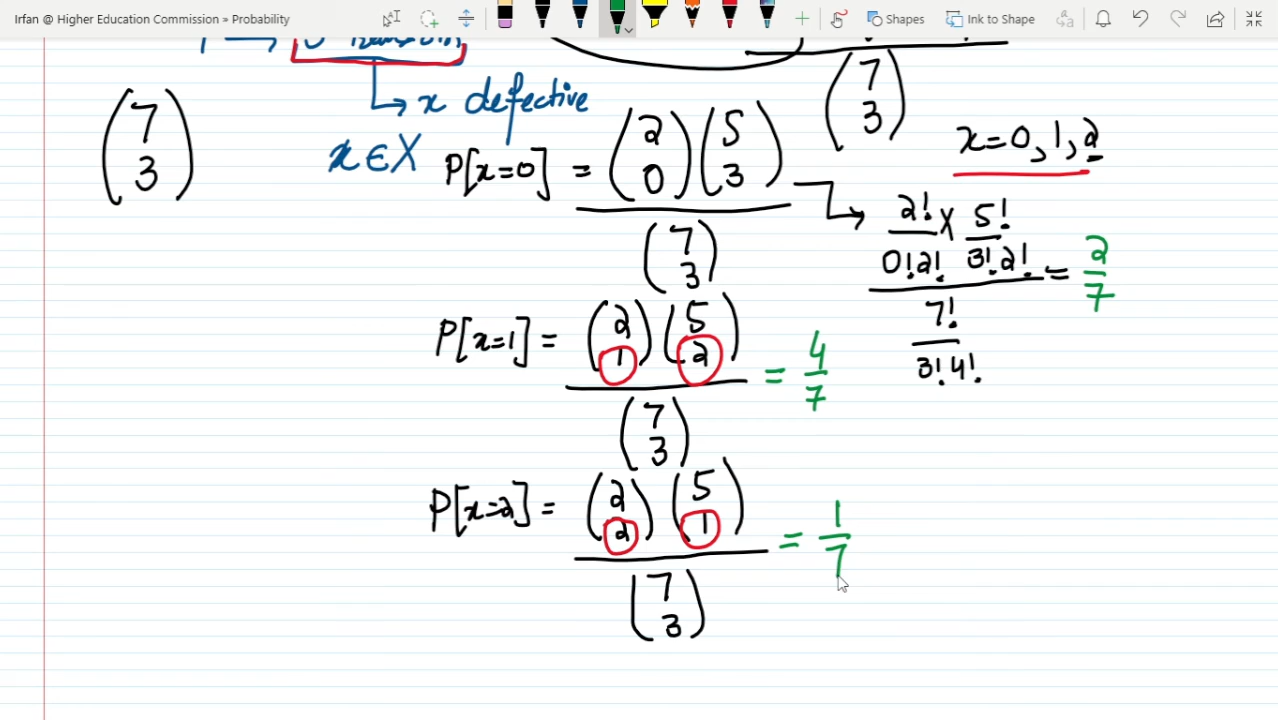 Irfan @ Higher Education Commission » Probability
Shapes
Ink to Shape
x defective
(7 3)
(7 3)
x ∈ X
x=0,1,2
P[x=0] = (2 0)(5 3)
(7 3)
2! X 5!
0!2! 3!2! = 2/7
7!
3!4!
P[x=1] = (2 1)(5 2) = 4/7
(7 3)
P[x=2] = (2 2)(5 1) = 1/7
(7 3)